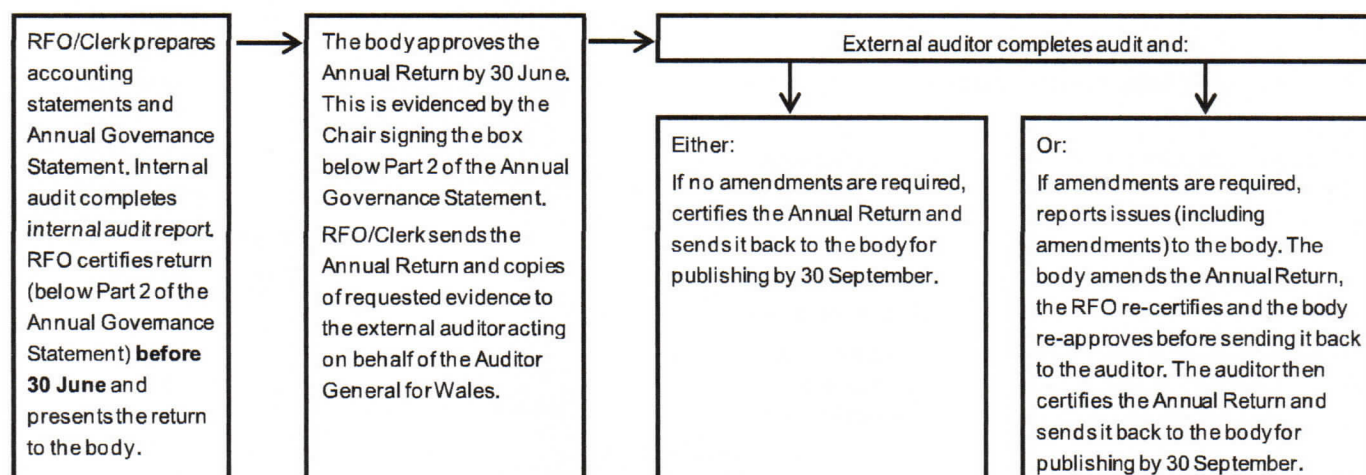 RFO/Clerk prepares
accounting
statements and
Annual Governance
Statement. Internal
audit completes
internal audit report.
RFO certifies return
(below Part 2 of the
Annual Governance
Statement) before
30 June and
presents the return
to the body.
The body approves the
Annual Return by 30 June.
This is evidenced by the
Chair signing the box
below Part 2 of the Annual
Governance Statement.
RFO/Clerk sends the
Annual Return and copies
of requested evidence to
the external auditor acting
on behalf of the Auditor
General for Wales.
External auditor completes audit and:
Either:
If no amendments are required,
certifies the Annual Return and
sends it back to the body for
publishing by 30 September.
Or:
If amendments are required,
reports issues (including
amendments) to the body. The
body amends the Annual Return,
the RFO re-certifies and the body
re-approves before sending it back
to the auditor. The auditor then
certifies the Annual Return and
sends it back to the body for
publishing by 30 September.